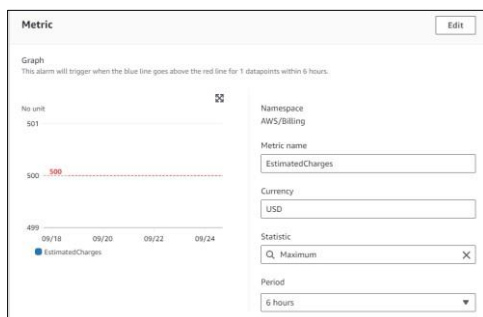 Metric
Edit
Graph
This alarm will trigger when the blue line goes above the red line for 1 datapoints within 6 hours.
No unit
501
500
500
499
09/18
09/20
09/22
09/24
EstimatedCharges
Namespace
AWS/Billing
Metric name
EstimatedCharges
Currency
USD
Statistic
Maximum
Period
6 hours